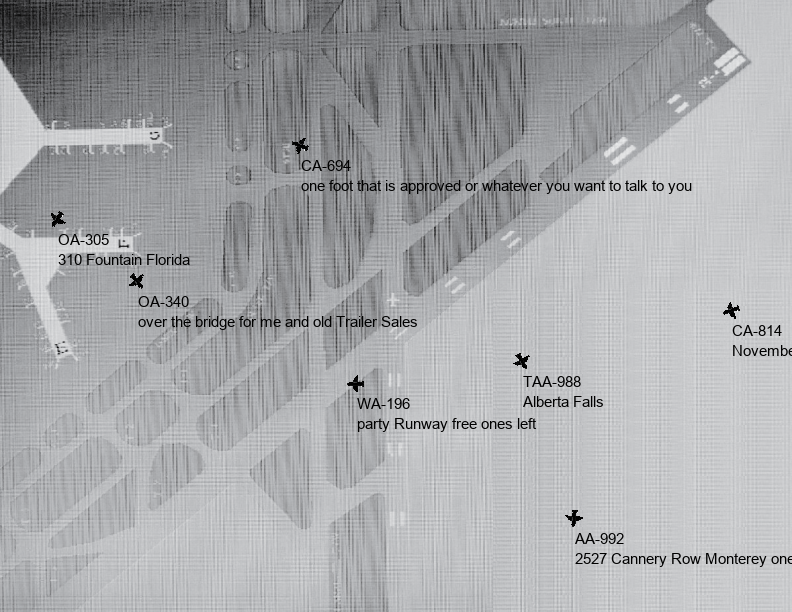 CA-694
one foot that is approved or whatever you want to talk to you
OA-305
310 Fountain Florida
OA-340
over the bridge for me and old Trailer Sales
CA-814
Novembe
TAA-988
Alberta Falls
WA-196
party Runway free ones left
AA-992
2527 Cannery Row Monterey one